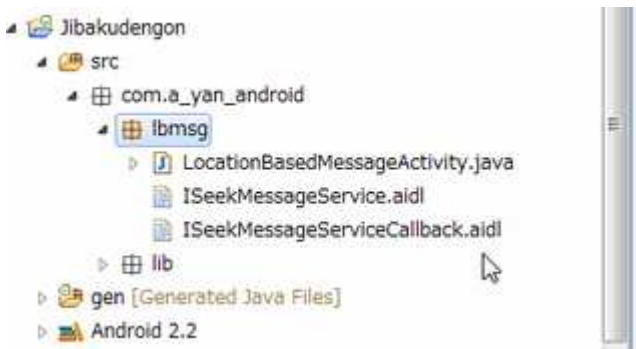 Jibakudengon
src
com.a_yan_android
lbmsg
LocationBasedMessageActivity.java
ISeekMessageService.aidl
ISeekMessageServiceCallback.aidl
lib
gen [Generated Java Files]
Android 2.2